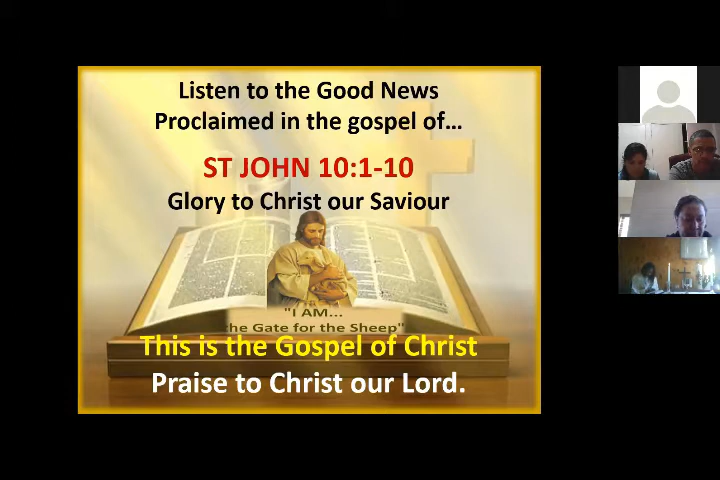 Listen to the Good News
Proclaimed in the gospel of...
ST JOHN 10:1-10
Glory to Christ our Saviour
"I AM...
the Gate for the Sheep"
This is the Gospel of Christ
Praise to Christ our Lord.